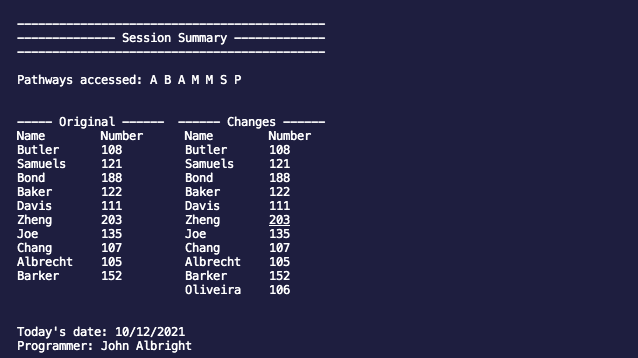 --------------------------------------------
-------------- Session Summary -------------
--------------------------------------------
Pathways accessed: A B A M M S P
----- Original ------  ------ Changes ------
Name        Number      Name        Number
Butler      108         Butler      108
Samuels     121         Samuels     121
Bond        188         Bond        188
Baker       122         Baker       122
Davis       111         Davis       111
Zheng       203         Zheng       203
Joe         135         Joe         135
Chang       107         Chang       107
Albrecht    105         Albrecht    105
Barker      152         Barker      152
                        Oliveira    106
Today's date: 10/12/2021
Programmer: John Albright